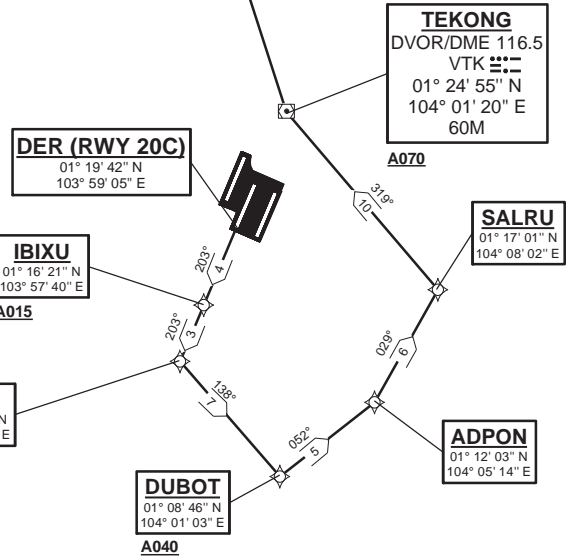 TEKONG
DVOR/DME 116.5
VTK
01° 24' 55" N
104° 01' 20" E
60M
A070
DER (RWY 20C)
01° 19' 42" N
103° 59' 05" E
319°
10
SALRU
01° 17' 01" N
104° 08' 02" E
IBIXU
01° 16' 21" N
103° 57' 40" E
A015
203°
4
203°
3
029°
6
N
E
138°
7
052°
5
ADPON
01° 12' 03" N
104° 05' 14" E
DUBOT
01° 08' 46" N
104° 01' 03" E
A040